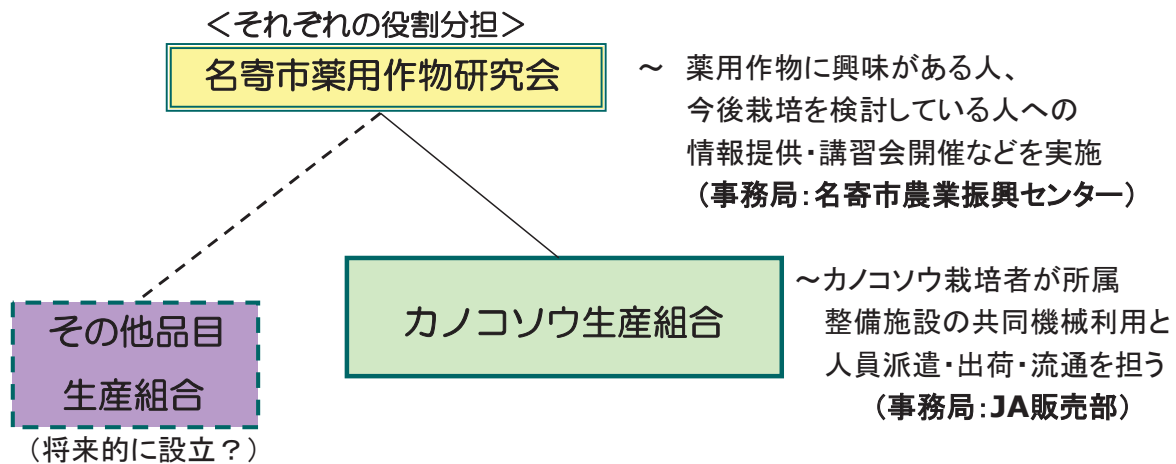 ＜それぞれの役割分担＞
名寄市薬用作物研究会
～ 薬用作物に興味がある人、
今後栽培を検討している人への
情報提供・講習会開催などを実施
（事務局：名寄市農業振興センター）
カノコソウ生産組合
～カノコソウ栽培者が所属
整備施設の共同機械利用と
人員派遣・出荷・流通を担う
（事務局：JA販売部）
その他品目
生産組合
（将来的に設立？）